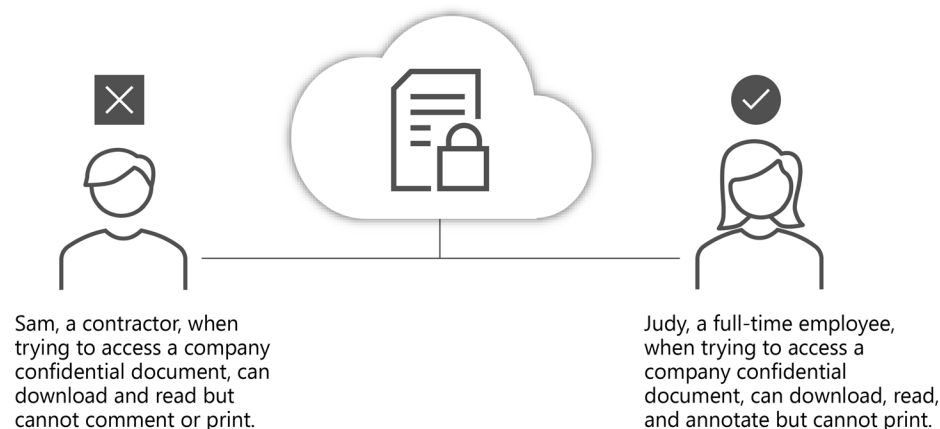 Sam, a contractor, when
trying to access a company
confidential document, can
download and read but
cannot comment or print.
Judy, a full-time employee,
when trying to access a
company confidential
document, can download, read,
and annotate but cannot print.